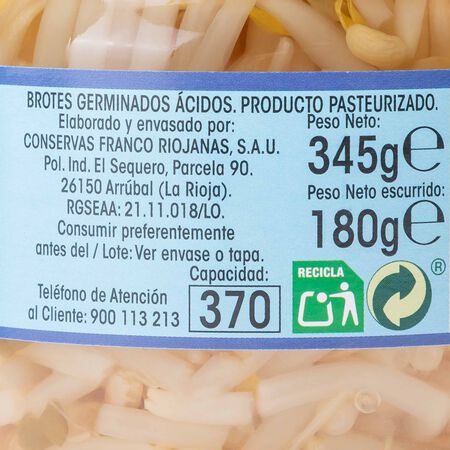 BROTES GERMINADOS ÁCIDOS. PRODUCTO PASTEURIZADO.
Elaborado y envasado por:
CONSERVAS FRANCO RIOJANAS, S.A.U.
Pol. Ind. El Sequero, Parcela 90.
26150 Arrúbal (La Rioja).
RGSEAA: 21.11.018/LO.
Consumir preferentemente
antes del / Lote: Ver envase o tapa.
Peso Neto:
345g℮
Peso Neto escurrido:
180g℮
Capacidad:
370
Teléfono de Atención
al Cliente: 900 113 213
RECICLA
®